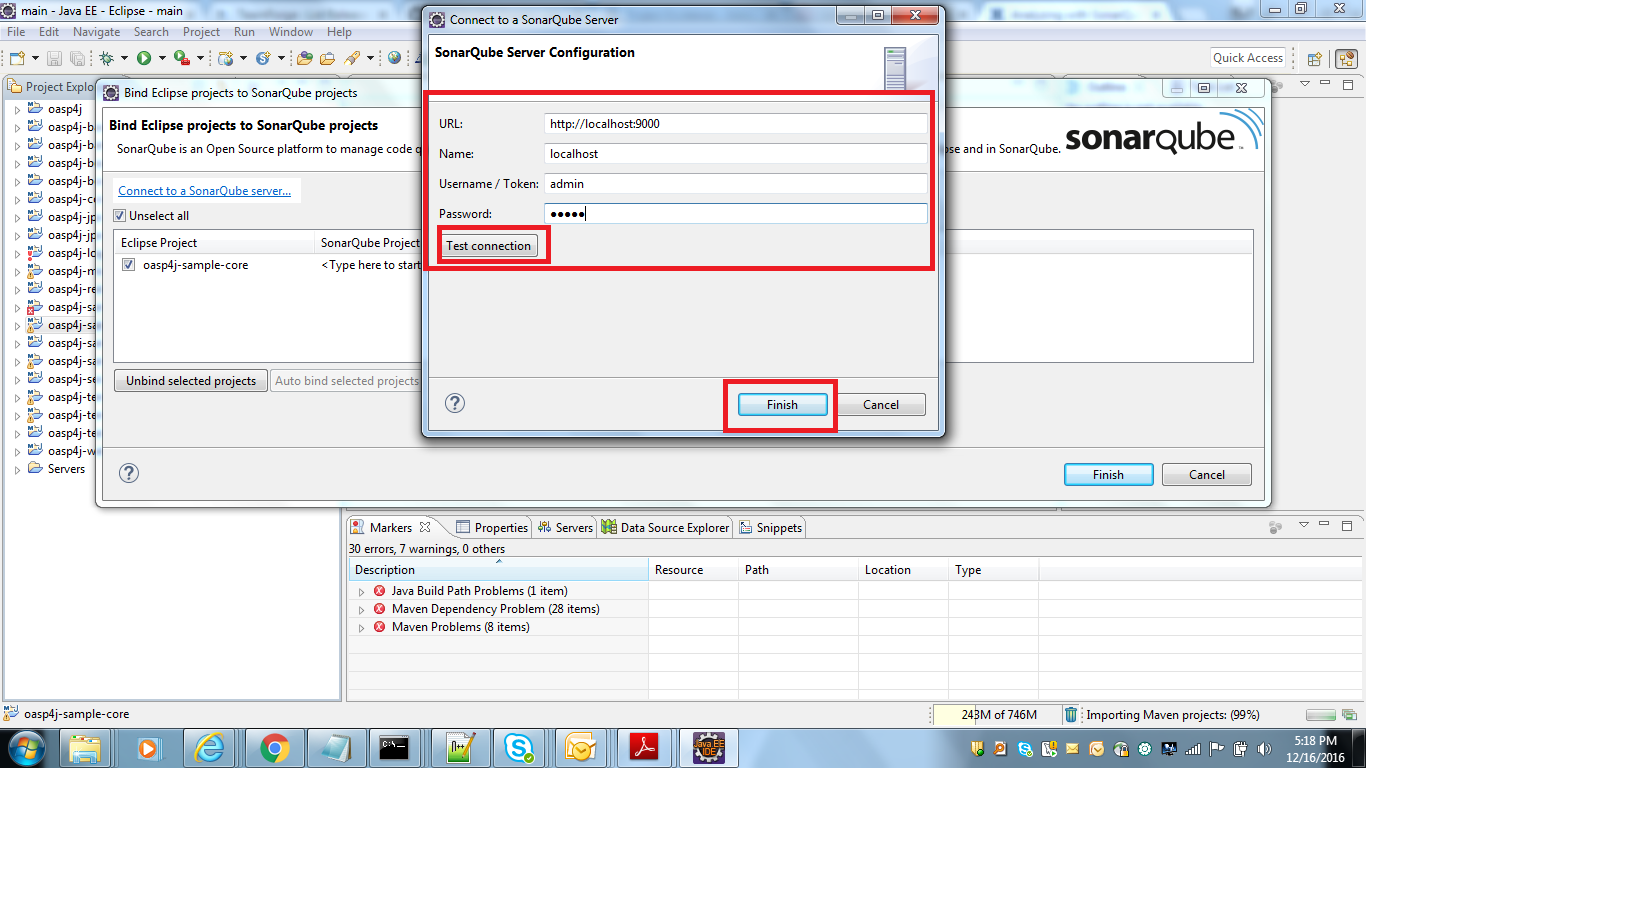 main - Java EE - Eclipse - main
File Edit Navigate Search Project Run Window Help
Quick Access
Project Explo
oasp4j
oasp4j-b
oasp4j-ba
oasp4j-b
oasp4j-b
oasp4j-c
oasp4j-jp
oasp4j-jp
oasp4j-lo
oasp4j-m
oasp4j-re
oasp4j-sa
oasp4j-sa
oasp4j-sa
oasp4j-sa
oasp4j-se
oasp4j-te
oasp4j-te
oasp4j-te
oasp4j-w
Servers
Bind Eclipse projects to SonarQube projects
Bind Eclipse projects to SonarQube projects
SonarQube is an Open Source platform to manage code q
se and in SonarQube.
sonarqube
Connect to a SonarQube server...
Unselect all
Eclipse Project SonarQube Project
oasp4j-sample-core <Type here to start
Unbind selected projects Auto bind selected projects
Finish Cancel
Connect to a SonarQube Server
SonarQube Server Configuration
URL: http://localhost:9000
Name: localhost
Username / Token: admin
Password: ●●●●●
Test connection
Finish Cancel
Markers Properties Servers Data Source Explorer Snippets
30 errors, 7 warnings, 0 others
Description Resource Path Location Type
Java Build Path Problems (1 item)
Maven Dependency Problem (28 items)
Maven Problems (8 items)
oasp4j-sample-core
243M of 746M
Importing Maven projects: (99%)
Java EE
IDE
5:18 PM
12/16/2016